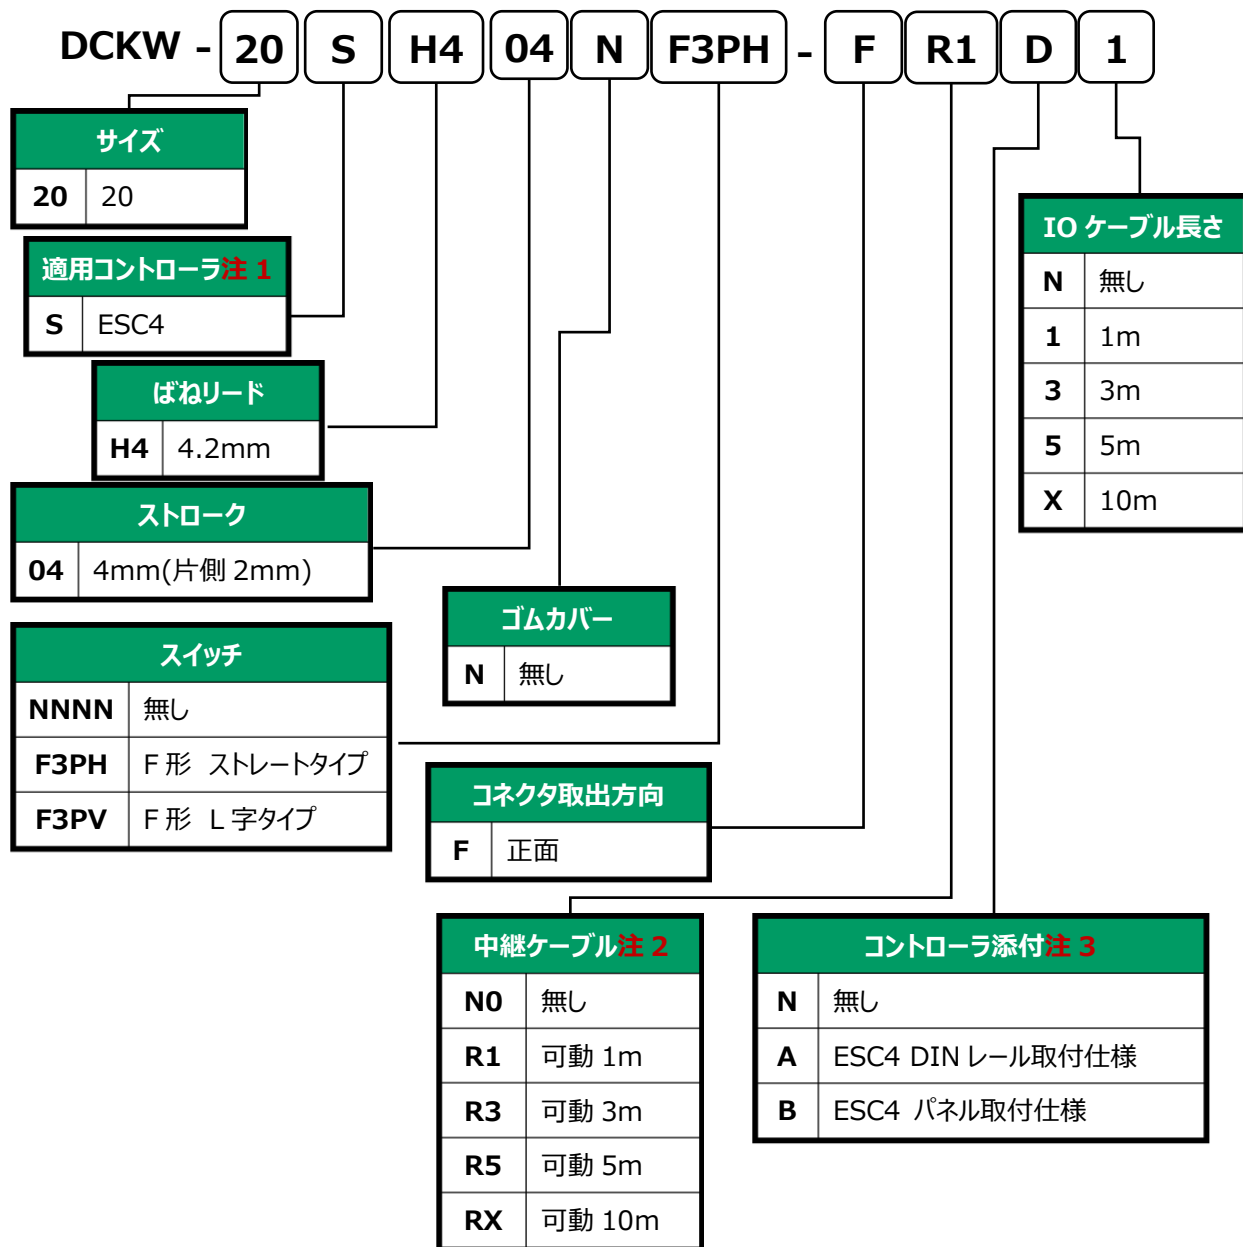 DCKW - 20 S H4 04 N F3PH - F R1 D 1
サイズ
20 20
適用コントローラ注 1
S ESC4
ばねリード
H4 4.2mm
ストローク
04 4mm(片側 2mm)
スイッチ
NNNN 無し
F3PH F 形 ストレートタイプ
F3PV F 形 L 字タイプ
ゴムカバー
N 無し
コネクタ取出方向
F 正面
中継ケーブル注 2
N0 無し
R1 可動 1m
R3 可動 3m
R5 可動 5m
RX 可動 10m
コントローラ添付注 3
N 無し
A ESC4 DIN レール取付仕様
B ESC4 パネル取付仕様
IO ケーブル長さ
N 無し
1 1m
3 3m
5 5m
X 10m